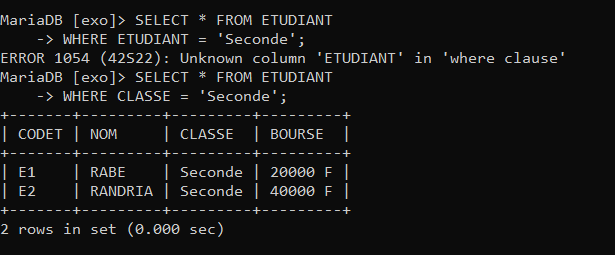 MariaDB [exo]> SELECT * FROM ETUDIANT
    -> WHERE ETUDIANT = 'Seconde';
ERROR 1054 (42S22): Unknown column 'ETUDIANT' in 'where clause'
MariaDB [exo]> SELECT * FROM ETUDIANT
    -> WHERE CLASSE = 'Seconde';
+-------+---------+---------+---------+
| CODET | NOM     | CLASSE  | BOURSE  |
+-------+---------+---------+---------+
| E1    | RABE    | Seconde | 20000 F |
| E2    | RANDRIA | Seconde | 40000 F |
+-------+---------+---------+---------+
2 rows in set (0.000 sec)